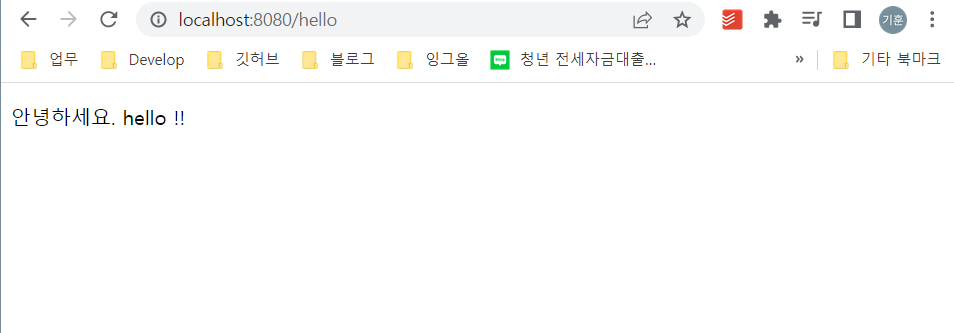 localhost:8080/hello
기훈
업무 Develop 깃허브 블로그 잉그올 청년 전세자금대출... » 기타 북마크
안녕하세요. hello !!